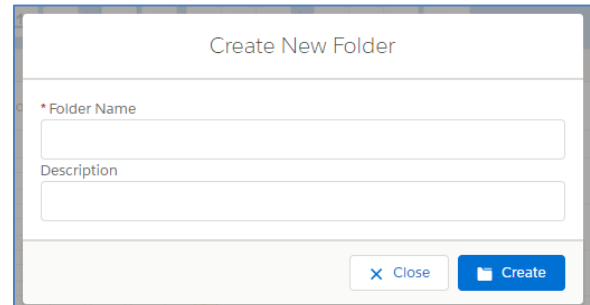 Create New Folder
* Folder Name
Description
Close
Create